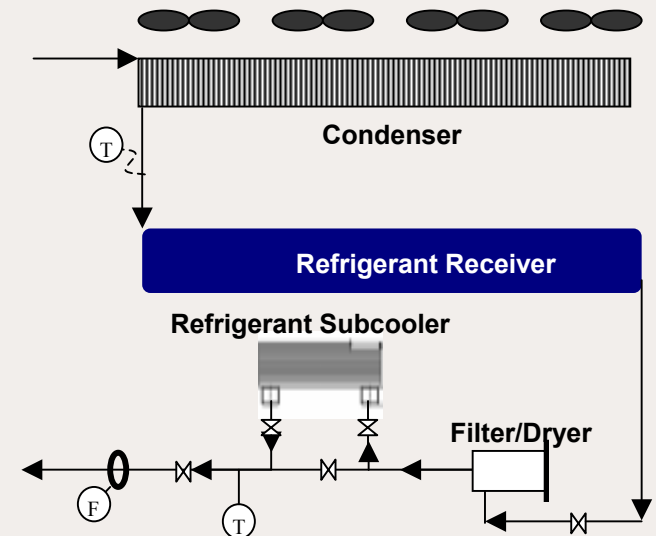 Condenser
T
Refrigerant Receiver
Refrigerant Subcooler
Filter/Dryer
F
T